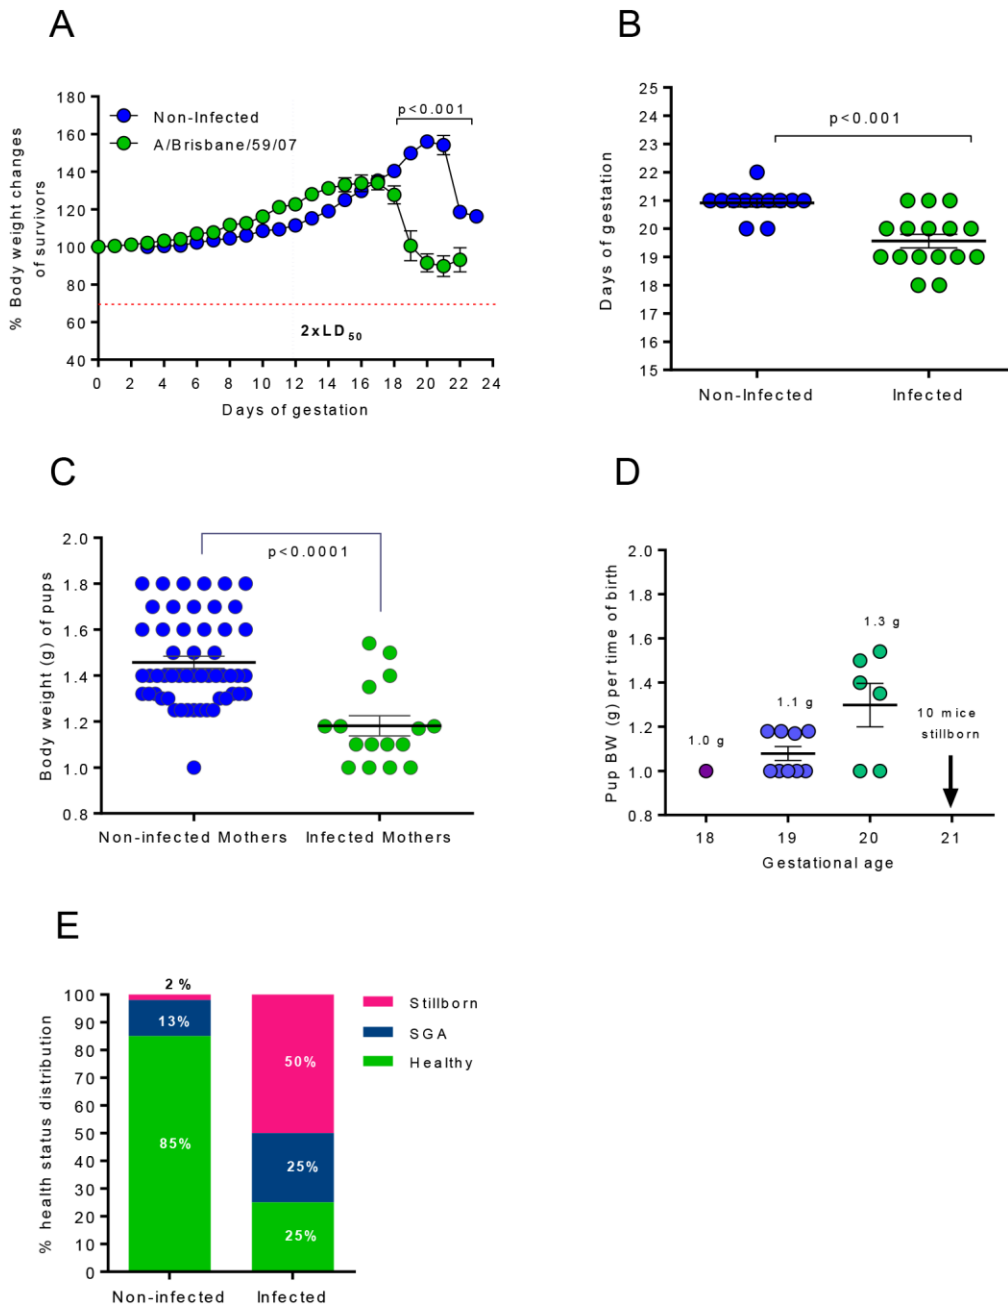 A
% Body weight changes
of survivors
180
160
140
120
100
80
60
40
Non-Infected
A/Brisbane/59/07
p<0.001
2xLD50
0 2 4 6 8 10 12 14 16 18 20 22 24
Days of gestation
B
Days of gestation
25
24
23
22
21
20
19
18
17
16
15
p<0.001
Non-Infected Infected
C
Body weight (g) of pups
2.0
1.8
1.6
1.4
1.2
1.0
0.8
p<0.0001
Non-infected Mothers Infected Mothers
D
Pup BW (g) per time of birth
2.0
1.8
1.6
1.4
1.2
1.0
0.8
1.0 g
1.1 g
1.3 g
10 mice
stillborn
18 19 20 21
Gestational age
E
% health status distribution
100
90
80
70
60
50
40
30
20
10
0
2 %
13%
85%
50%
25%
25%
Stillborn
SGA
Healthy
Non-infected Infected